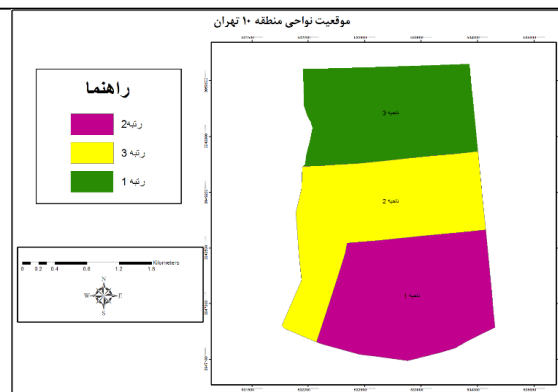 موقعیت نواحی منطقه ۱۰ تهران
راهنما
رتبه2
رتبه 3
رتبه 1
ناحیه 3
ناحیه 2
ناحیه 1
Kilometers
0 0.2 0.4 0.8 1.2 1.6
N
W E
S